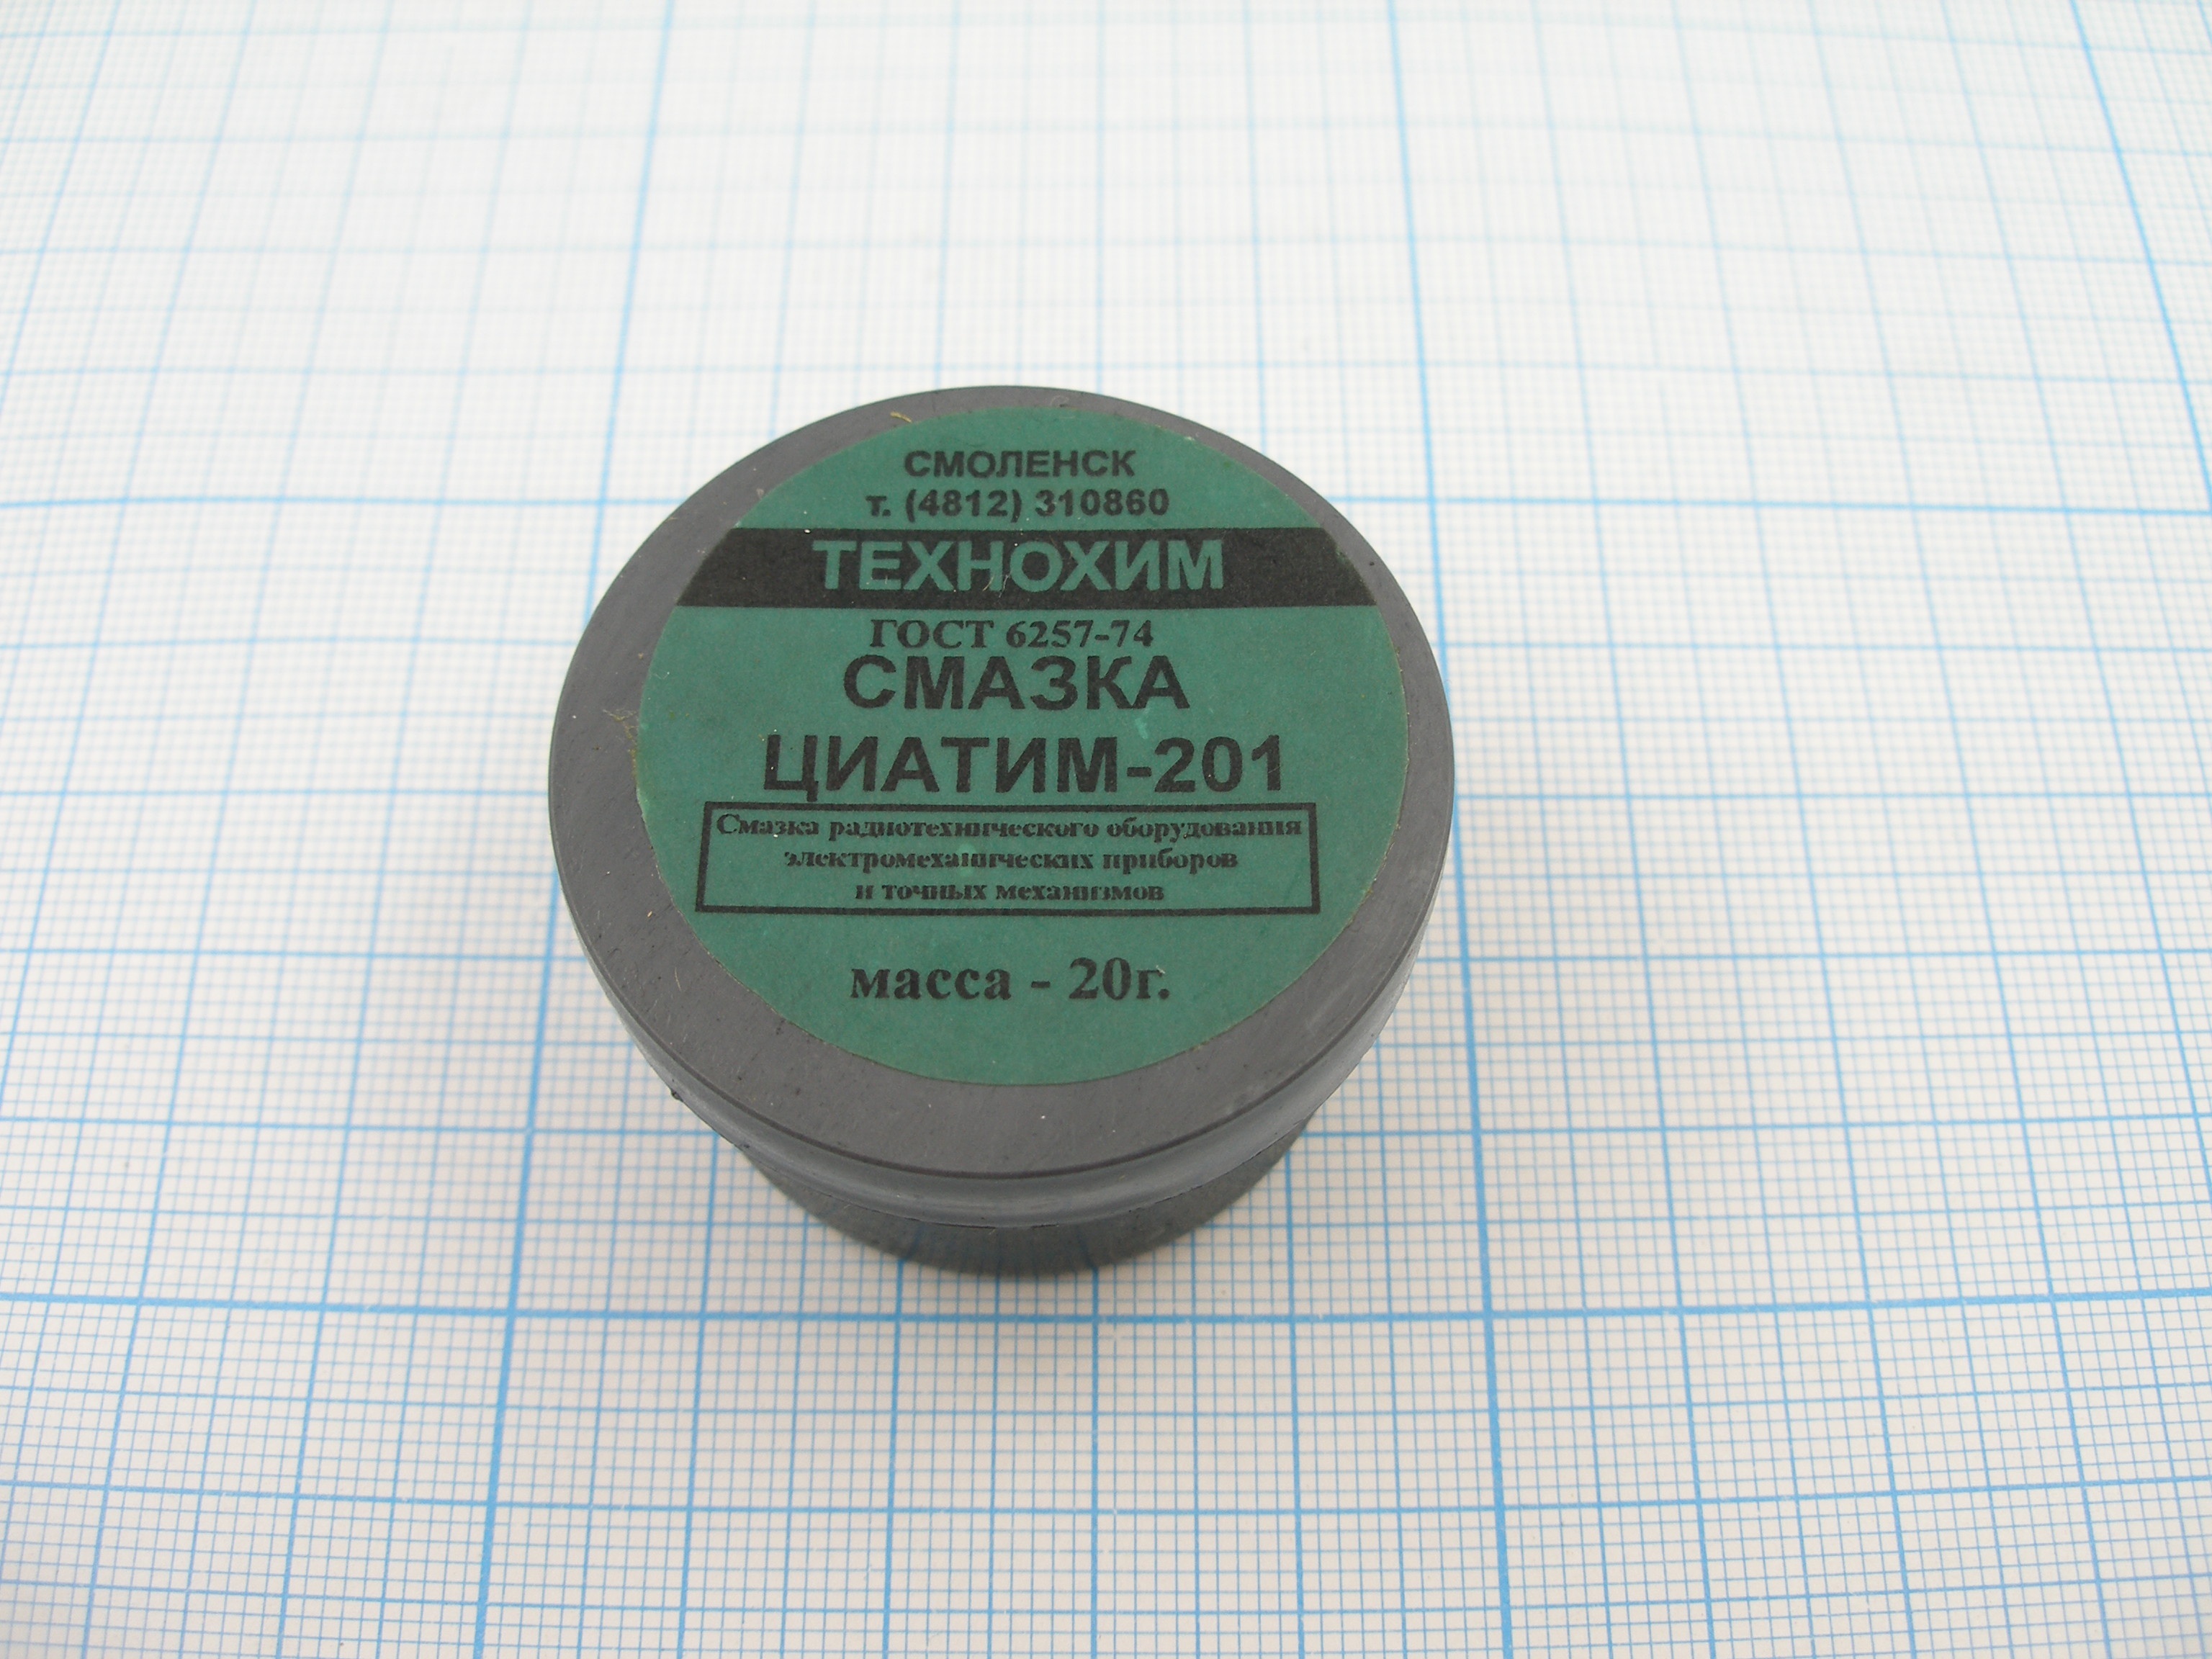 СМОЛЕНСК
т. (4812) 310860
ТЕХНОХИМ
ГОСТ 6257-74
СМАЗКА
ЦИАТИМ-201
Смазка радиотехнического оборудования
электромеханических приборов
и точных механизмов
масса - 20г.